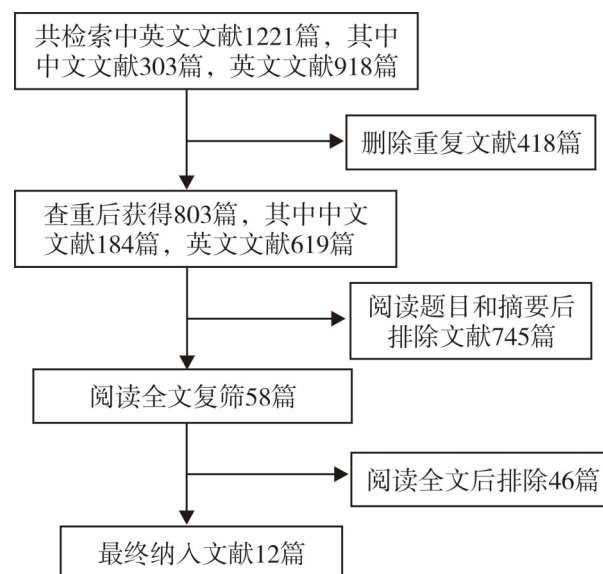 共检索中英文文献1221篇，其中
中文文献303篇，英文文献918篇
删除重复文献418篇
查重后获得803篇，其中中文
文献184篇，英文文献619篇
阅读题目和摘要后
排除文献745篇
阅读全文复筛58篇
阅读全文后排除46篇
最终纳入文献12篇